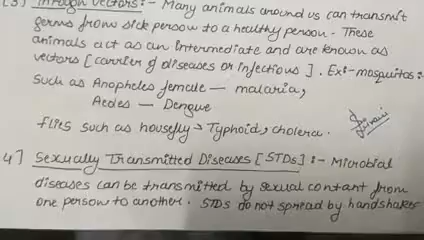 (3) Through vectors:- Many animals around us can transmit
germs from sick person to a healthy person. These
animals act as an intermediate and are known as
vectors [carrier of diseases or infectious]. Ex:- mosquitos:-
Such as Anopheles female — malaria,
Aedes — Dengue
flies such as housefly → Typhoid, cholera.
4] Sexually Transmitted Diseases [STDs] :- Microbial
diseases can be transmitted by sexual contact from
one person to another. STDs do not spread by handshakes